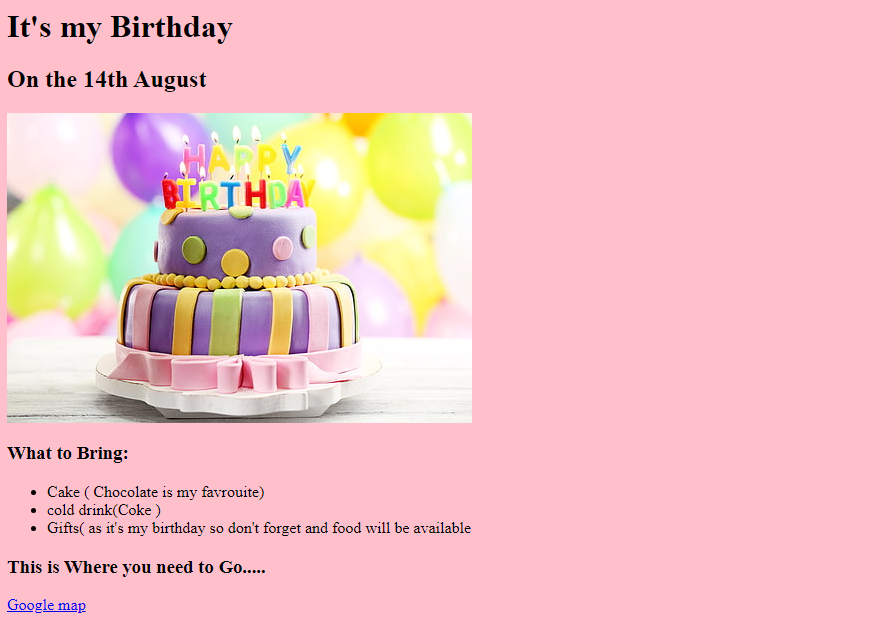 It's my Birthday
On the 14th August
HAPPY
BIRTHDAY
What to Bring:
Cake ( Chocolate is my favrouite)
cold drink(Coke )
Gifts( as it's my birthday so don't forget and food will be available
This is Where you need to Go.....
Google map